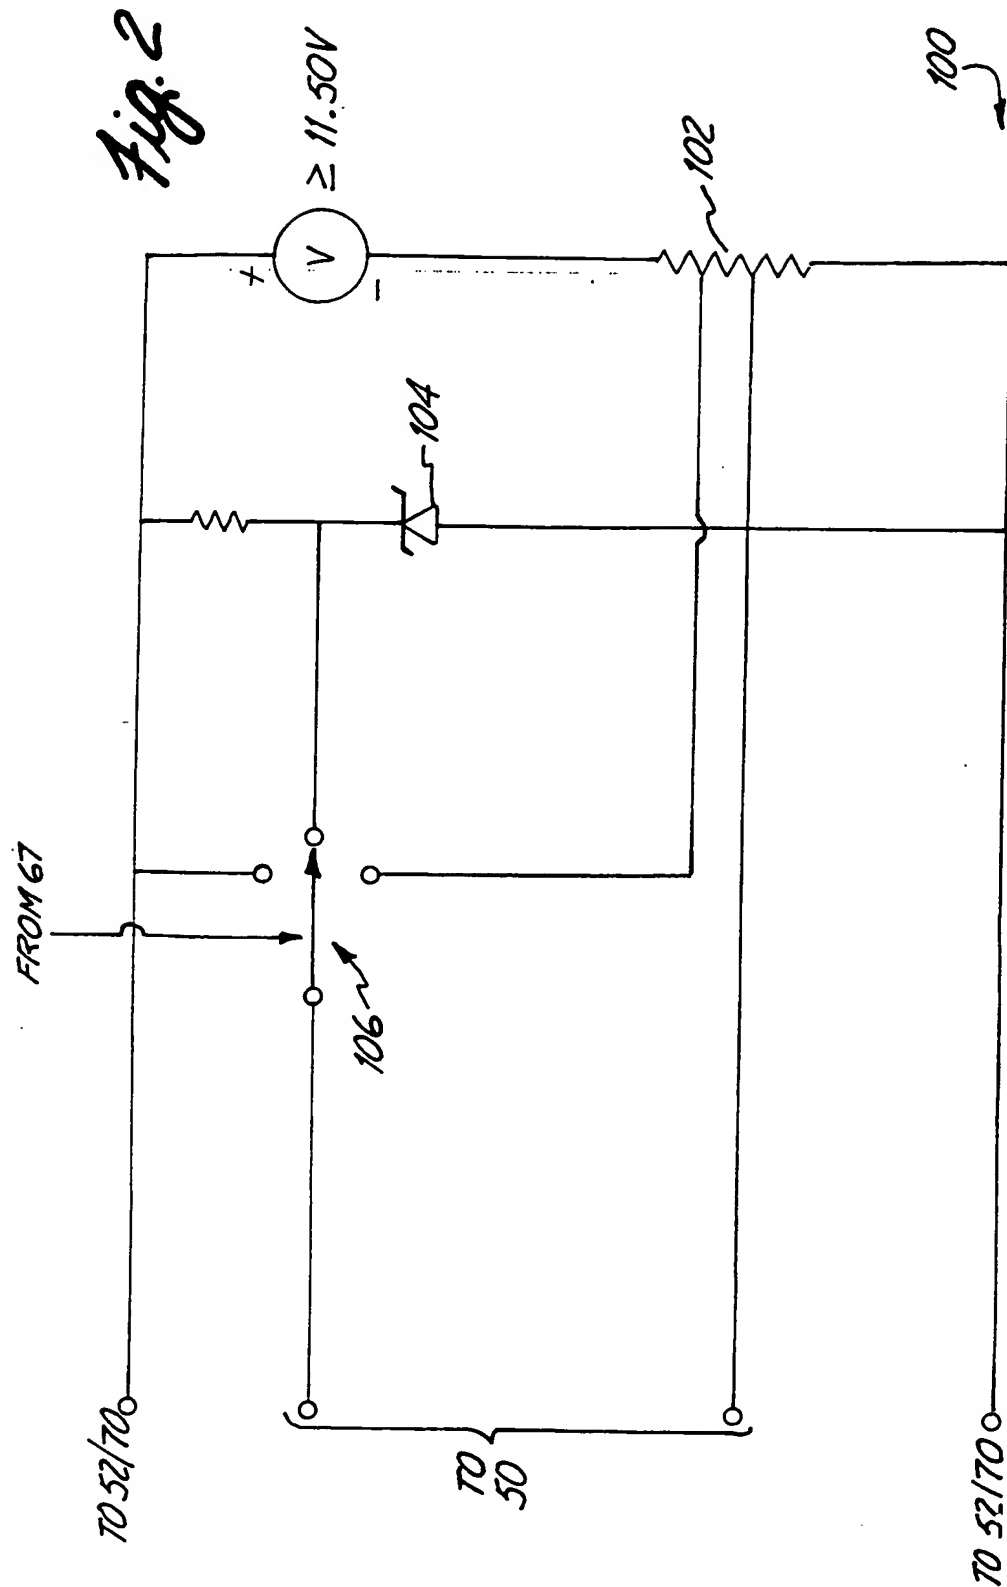 Fig. 2
FROM 67
≥ 11.50V
+
V
−
104
102
106
TO 52/70
TO
50
TO 52/70
100